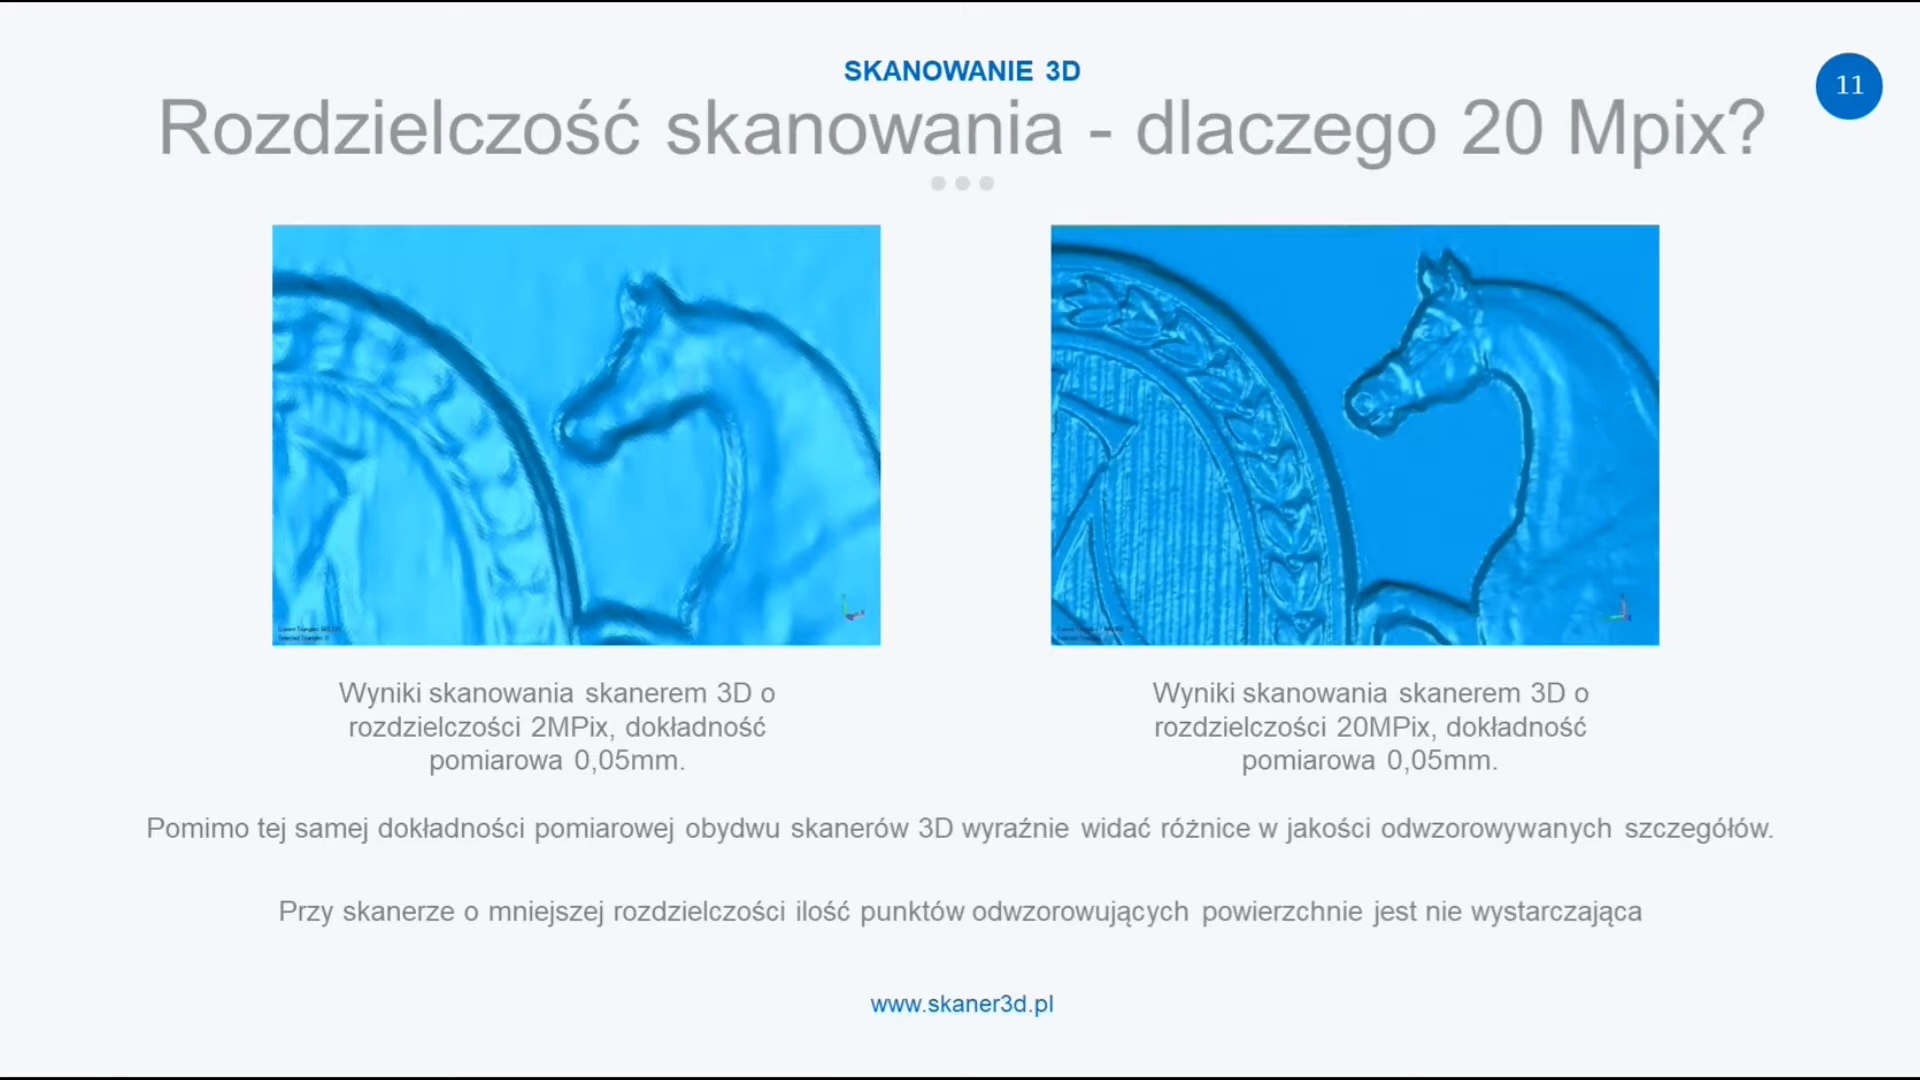 SKANOWANIE 3D
11
Rozdzielczość skanowania - dlaczego 20 Mpix?
Wyniki skanowania skanerem 3D o
rozdzielczości 2MPix, dokładność
pomiarowa 0,05mm.
Wyniki skanowania skanerem 3D o
rozdzielczości 20MPix, dokładność
pomiarowa 0,05mm.
Pomimo tej samej dokładności pomiarowej obydwu skanerów 3D wyraźnie widać różnice w jakości odwzorowywanych szczegółów.
Przy skanerze o mniejszej rozdzielczości ilość punktów odwzorowujących powierzchnie jest nie wystarczająca
www.skaner3d.pl